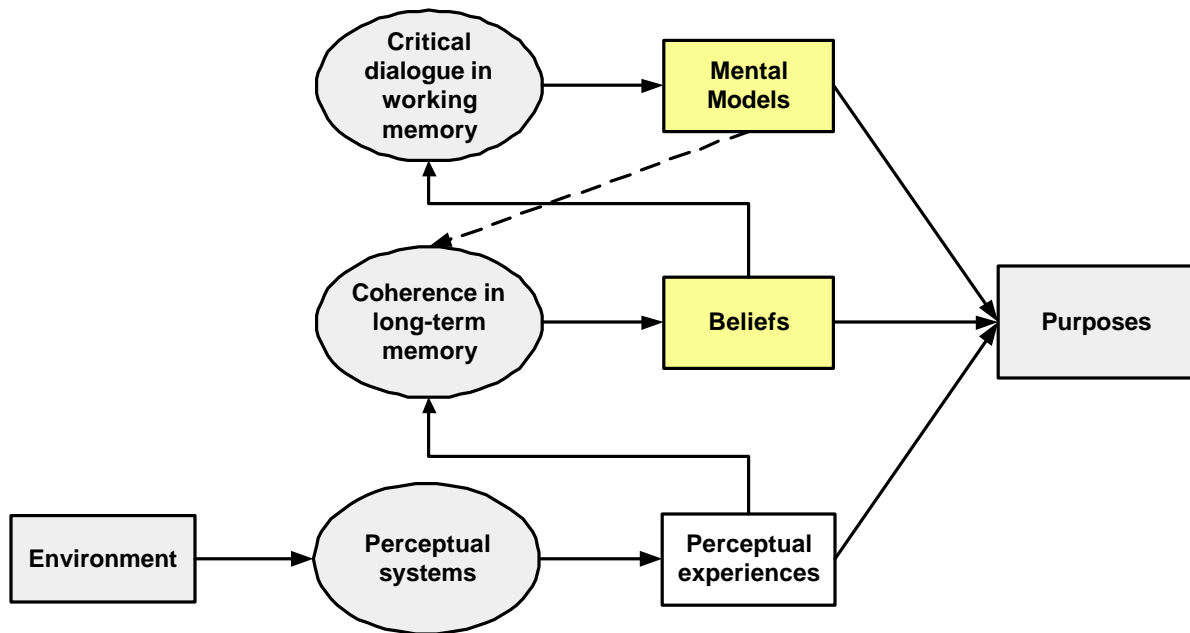 Critical
dialogue in
working
memory
Mental
Models
Coherence in
long-term
memory
Beliefs
Purposes
Environment
Perceptual
systems
Perceptual
experiences